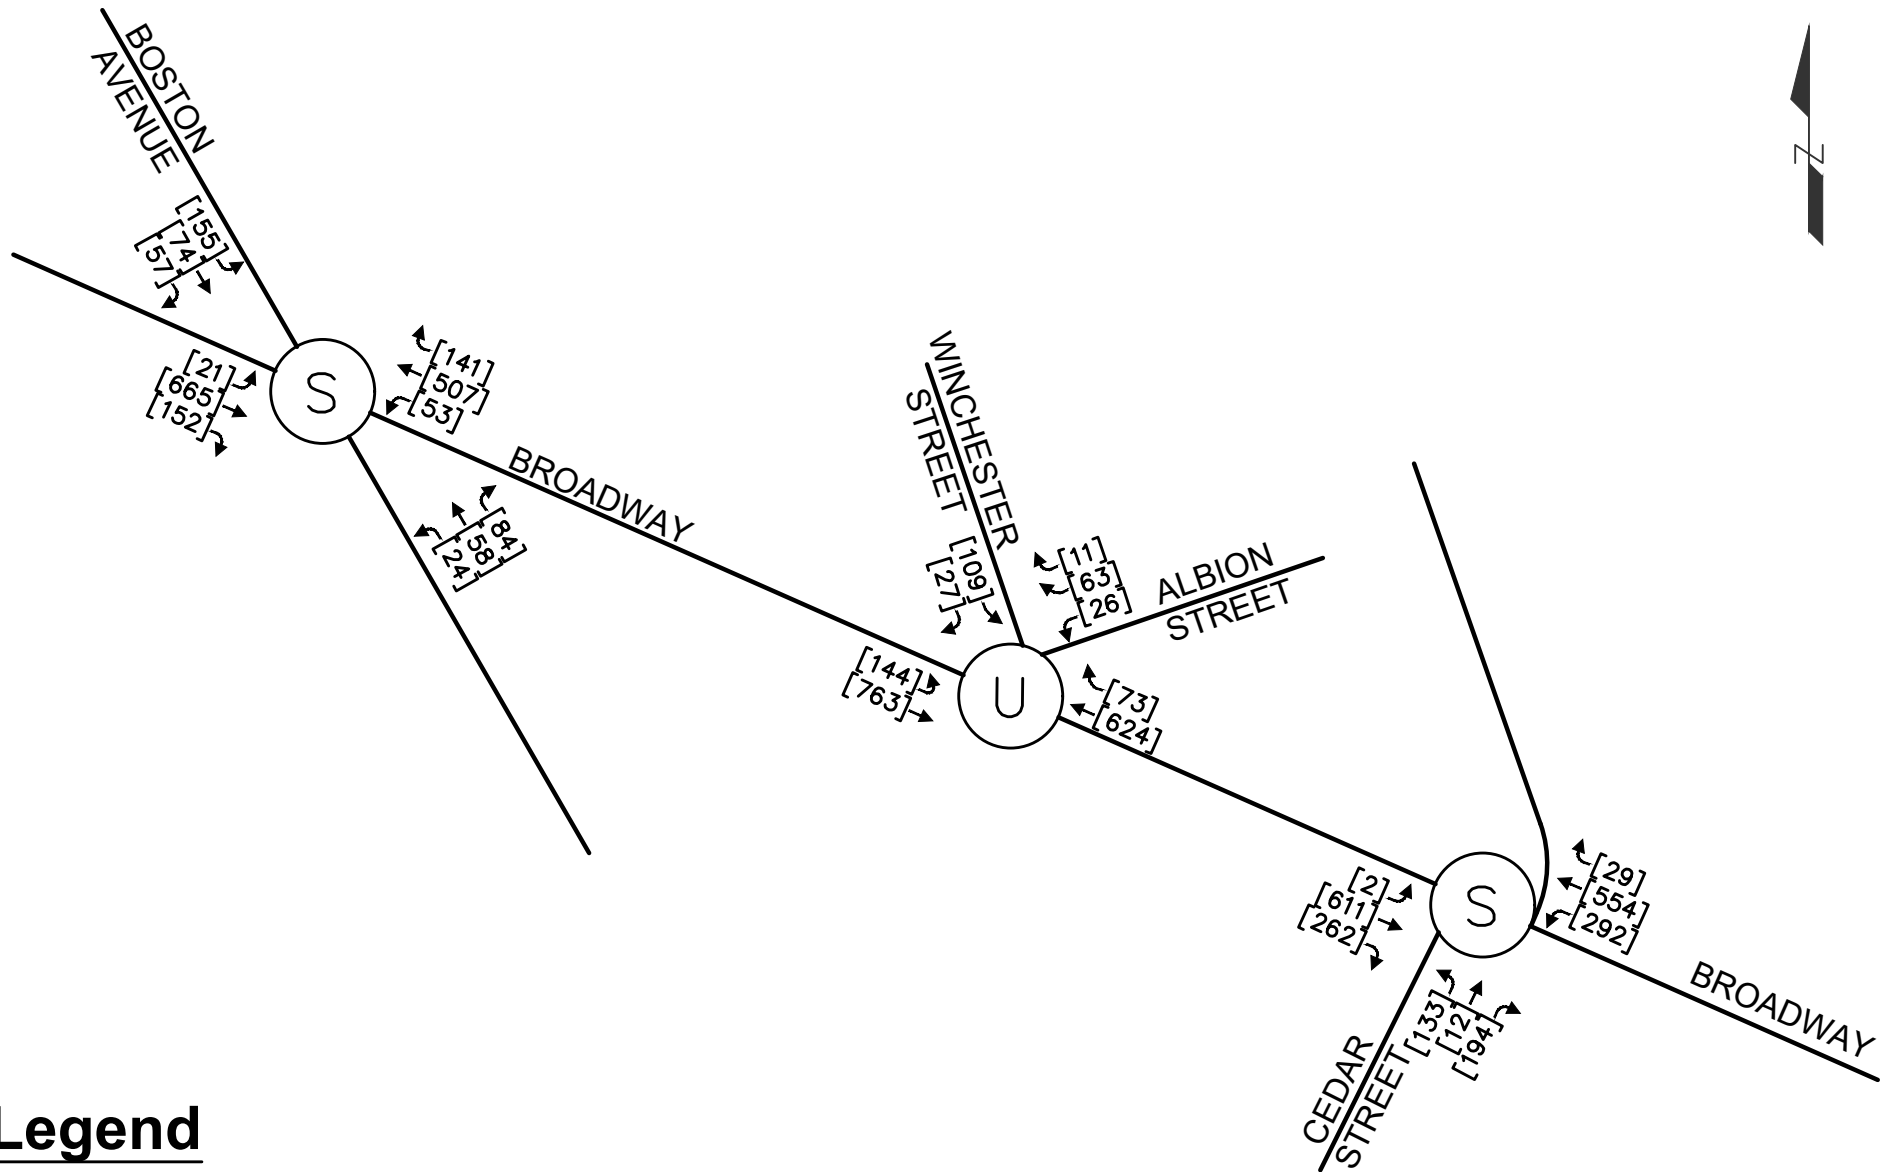 BOSTON
AVENUE
[155]
[74]
[57]
[21]
[665]
[152]
S
[141]
[507]
[53]
BROADWAY
[24]
[58]
[84]
WINCHESTER
STREET
[109]
[27]
[11]
[63]
[26]
ALBION
STREET
[144]
[763]
U
[73]
[624]
[2]
[611]
[262]
S
[29]
[554]
[292]
BROADWAY
[133]
[12]
[194]
CEDAR
STREET
N
Legend